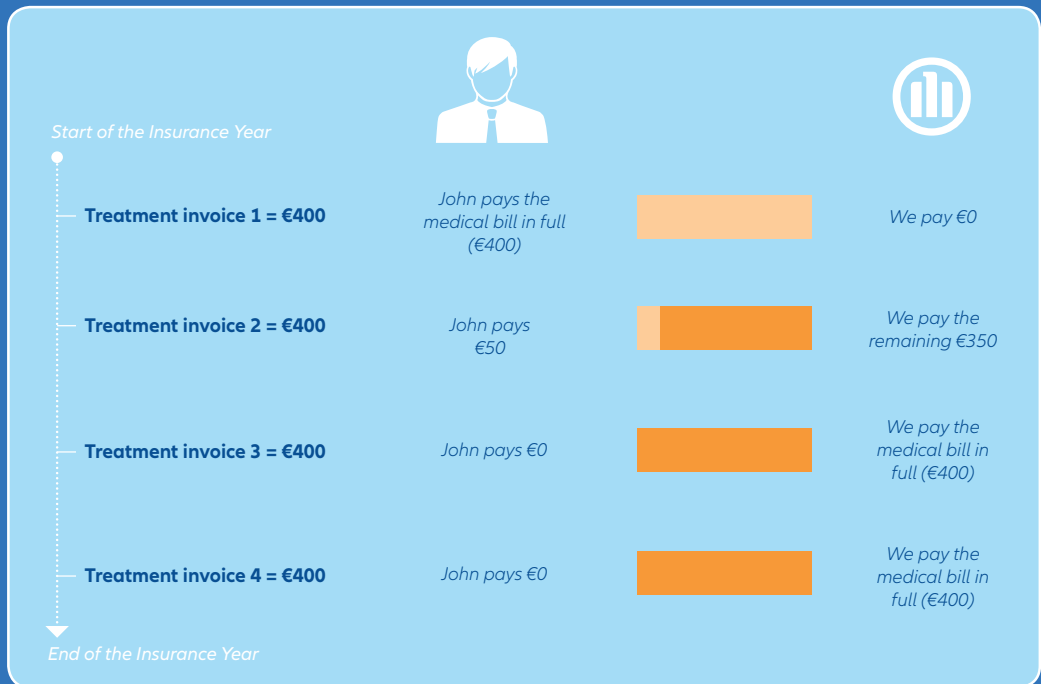 Start of the Insurance Year
Treatment invoice 1 = €400
John pays the
medical bill in full
(€400)
We pay €0
Treatment invoice 2 = €400
John pays
€50
We pay the
remaining €350
Treatment invoice 3 = €400
John pays €0
We pay the
medical bill in
full (€400)
Treatment invoice 4 = €400
John pays €0
We pay the
medical bill in
full (€400)
End of the Insurance Year